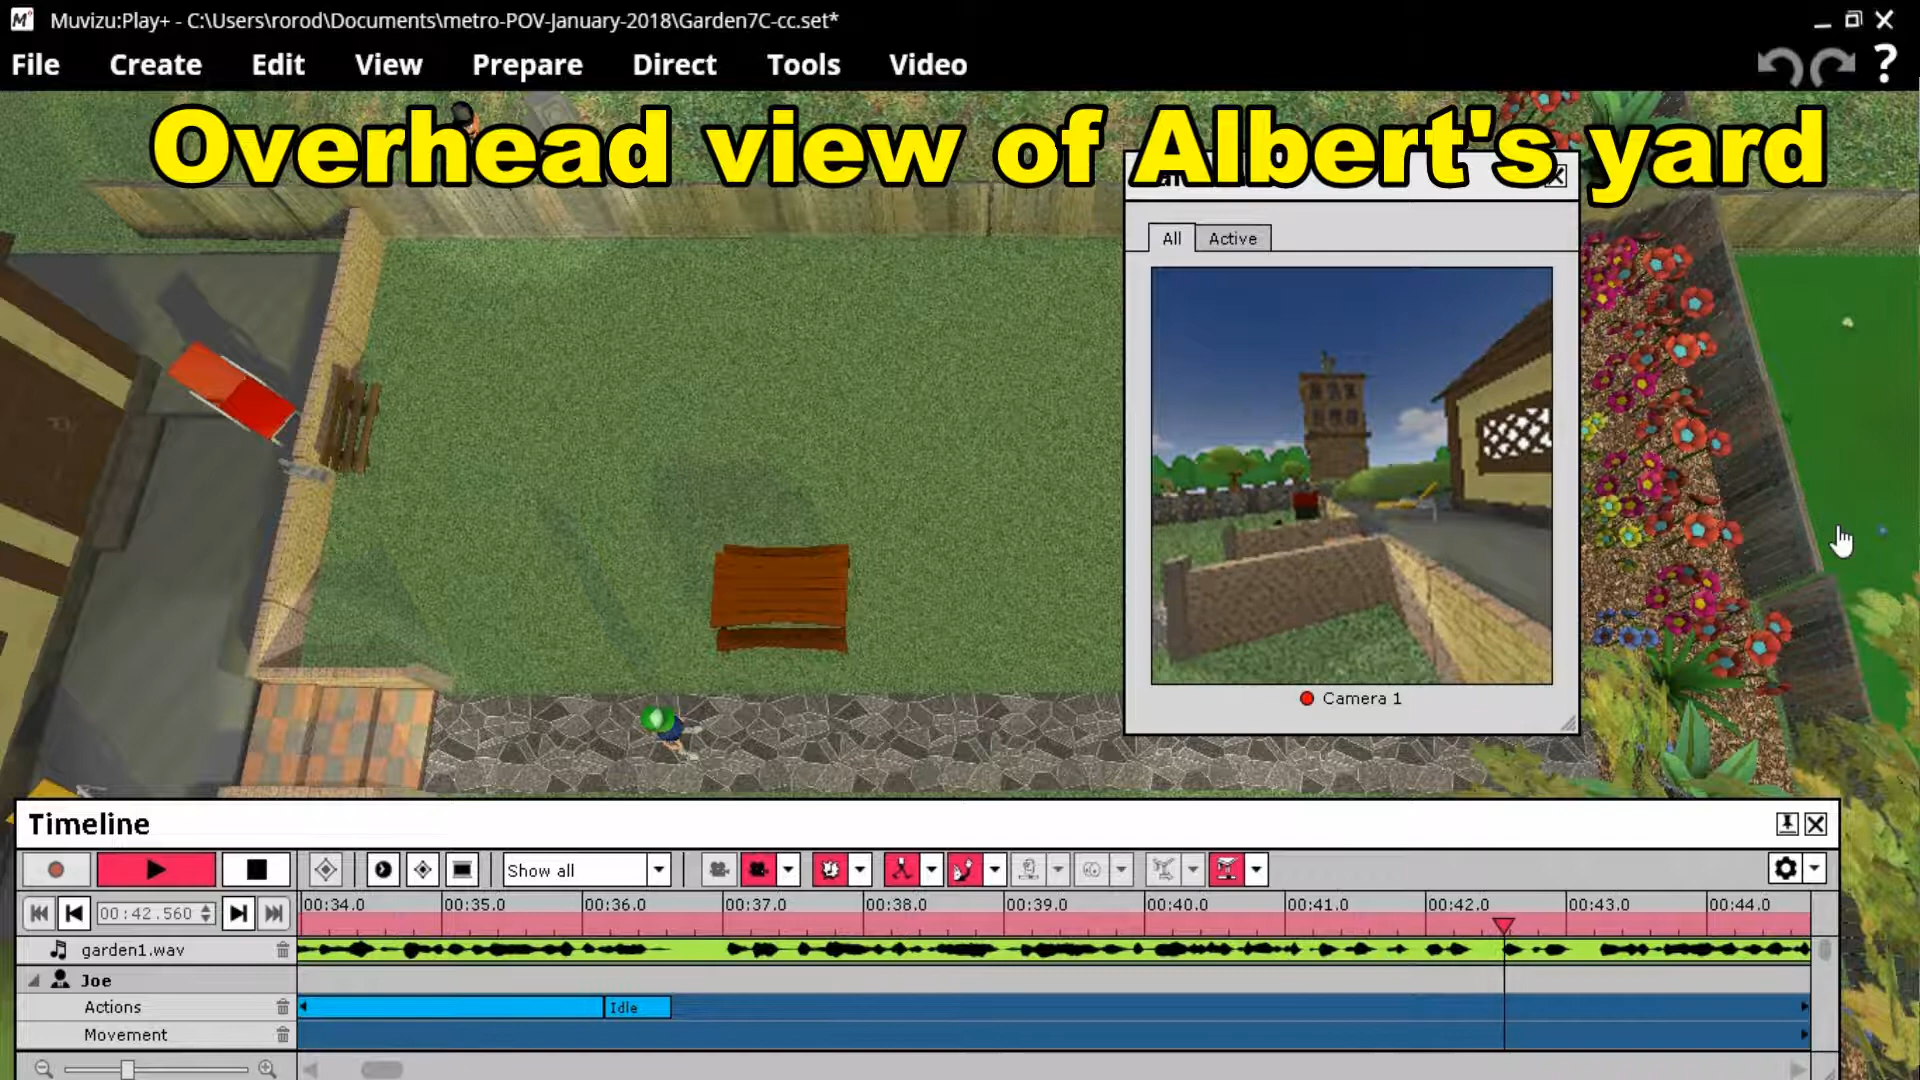 Muvizu:Play+ - C:\Users\rorod\Documents\metro-POV-January-2018\Garden7C-cc.set*
File Create Edit View Prepare Direct Tools Video ?
Overhead view of Albert's yard
All Active
Camera 1
Timeline
Show all
00:42.560
00:34.0 00:35.0 00:36.0 00:37.0 00:38.0 00:39.0 00:40.0 00:41.0 00:42.0 00:43.0 00:44.0
garden1.wav
Joe
Actions
Idle
Movement